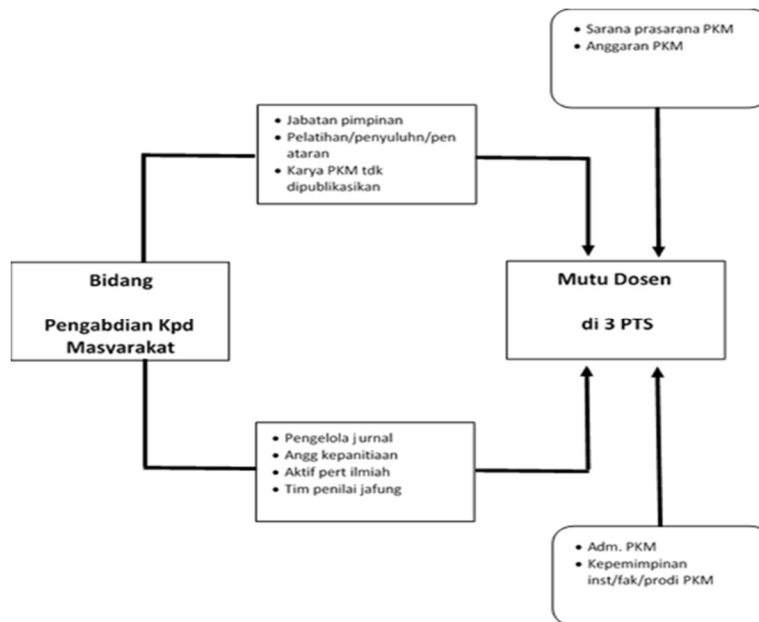 • Sarana prasarana PKM
• Anggaran PKM
• Jabatan pimpinan
• Pelatihan/penyuluhn/pen
ataran
• Karya PKM tdk
dipublikasikan
Bidang
Pengabdian Kpd
Masyarakat
Mutu Dosen
di 3 PTS
• Pengelola jurnal
• Angg kepanitiaan
• Aktif pert ilmiah
• Tim penilai jafung
• Adm. PKM
• Kepemimpinan
inst/fak/prodi PKM